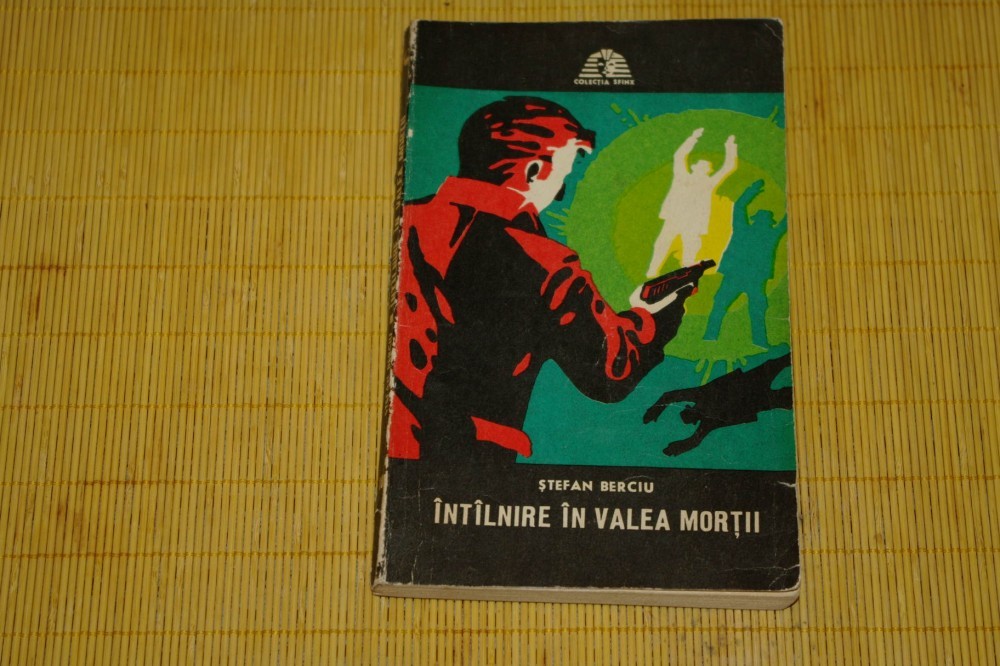 COLECȚIA SFINX
ȘTEFAN BERCIU
ÎNTÎLNIRE ÎN VALEA MORȚII